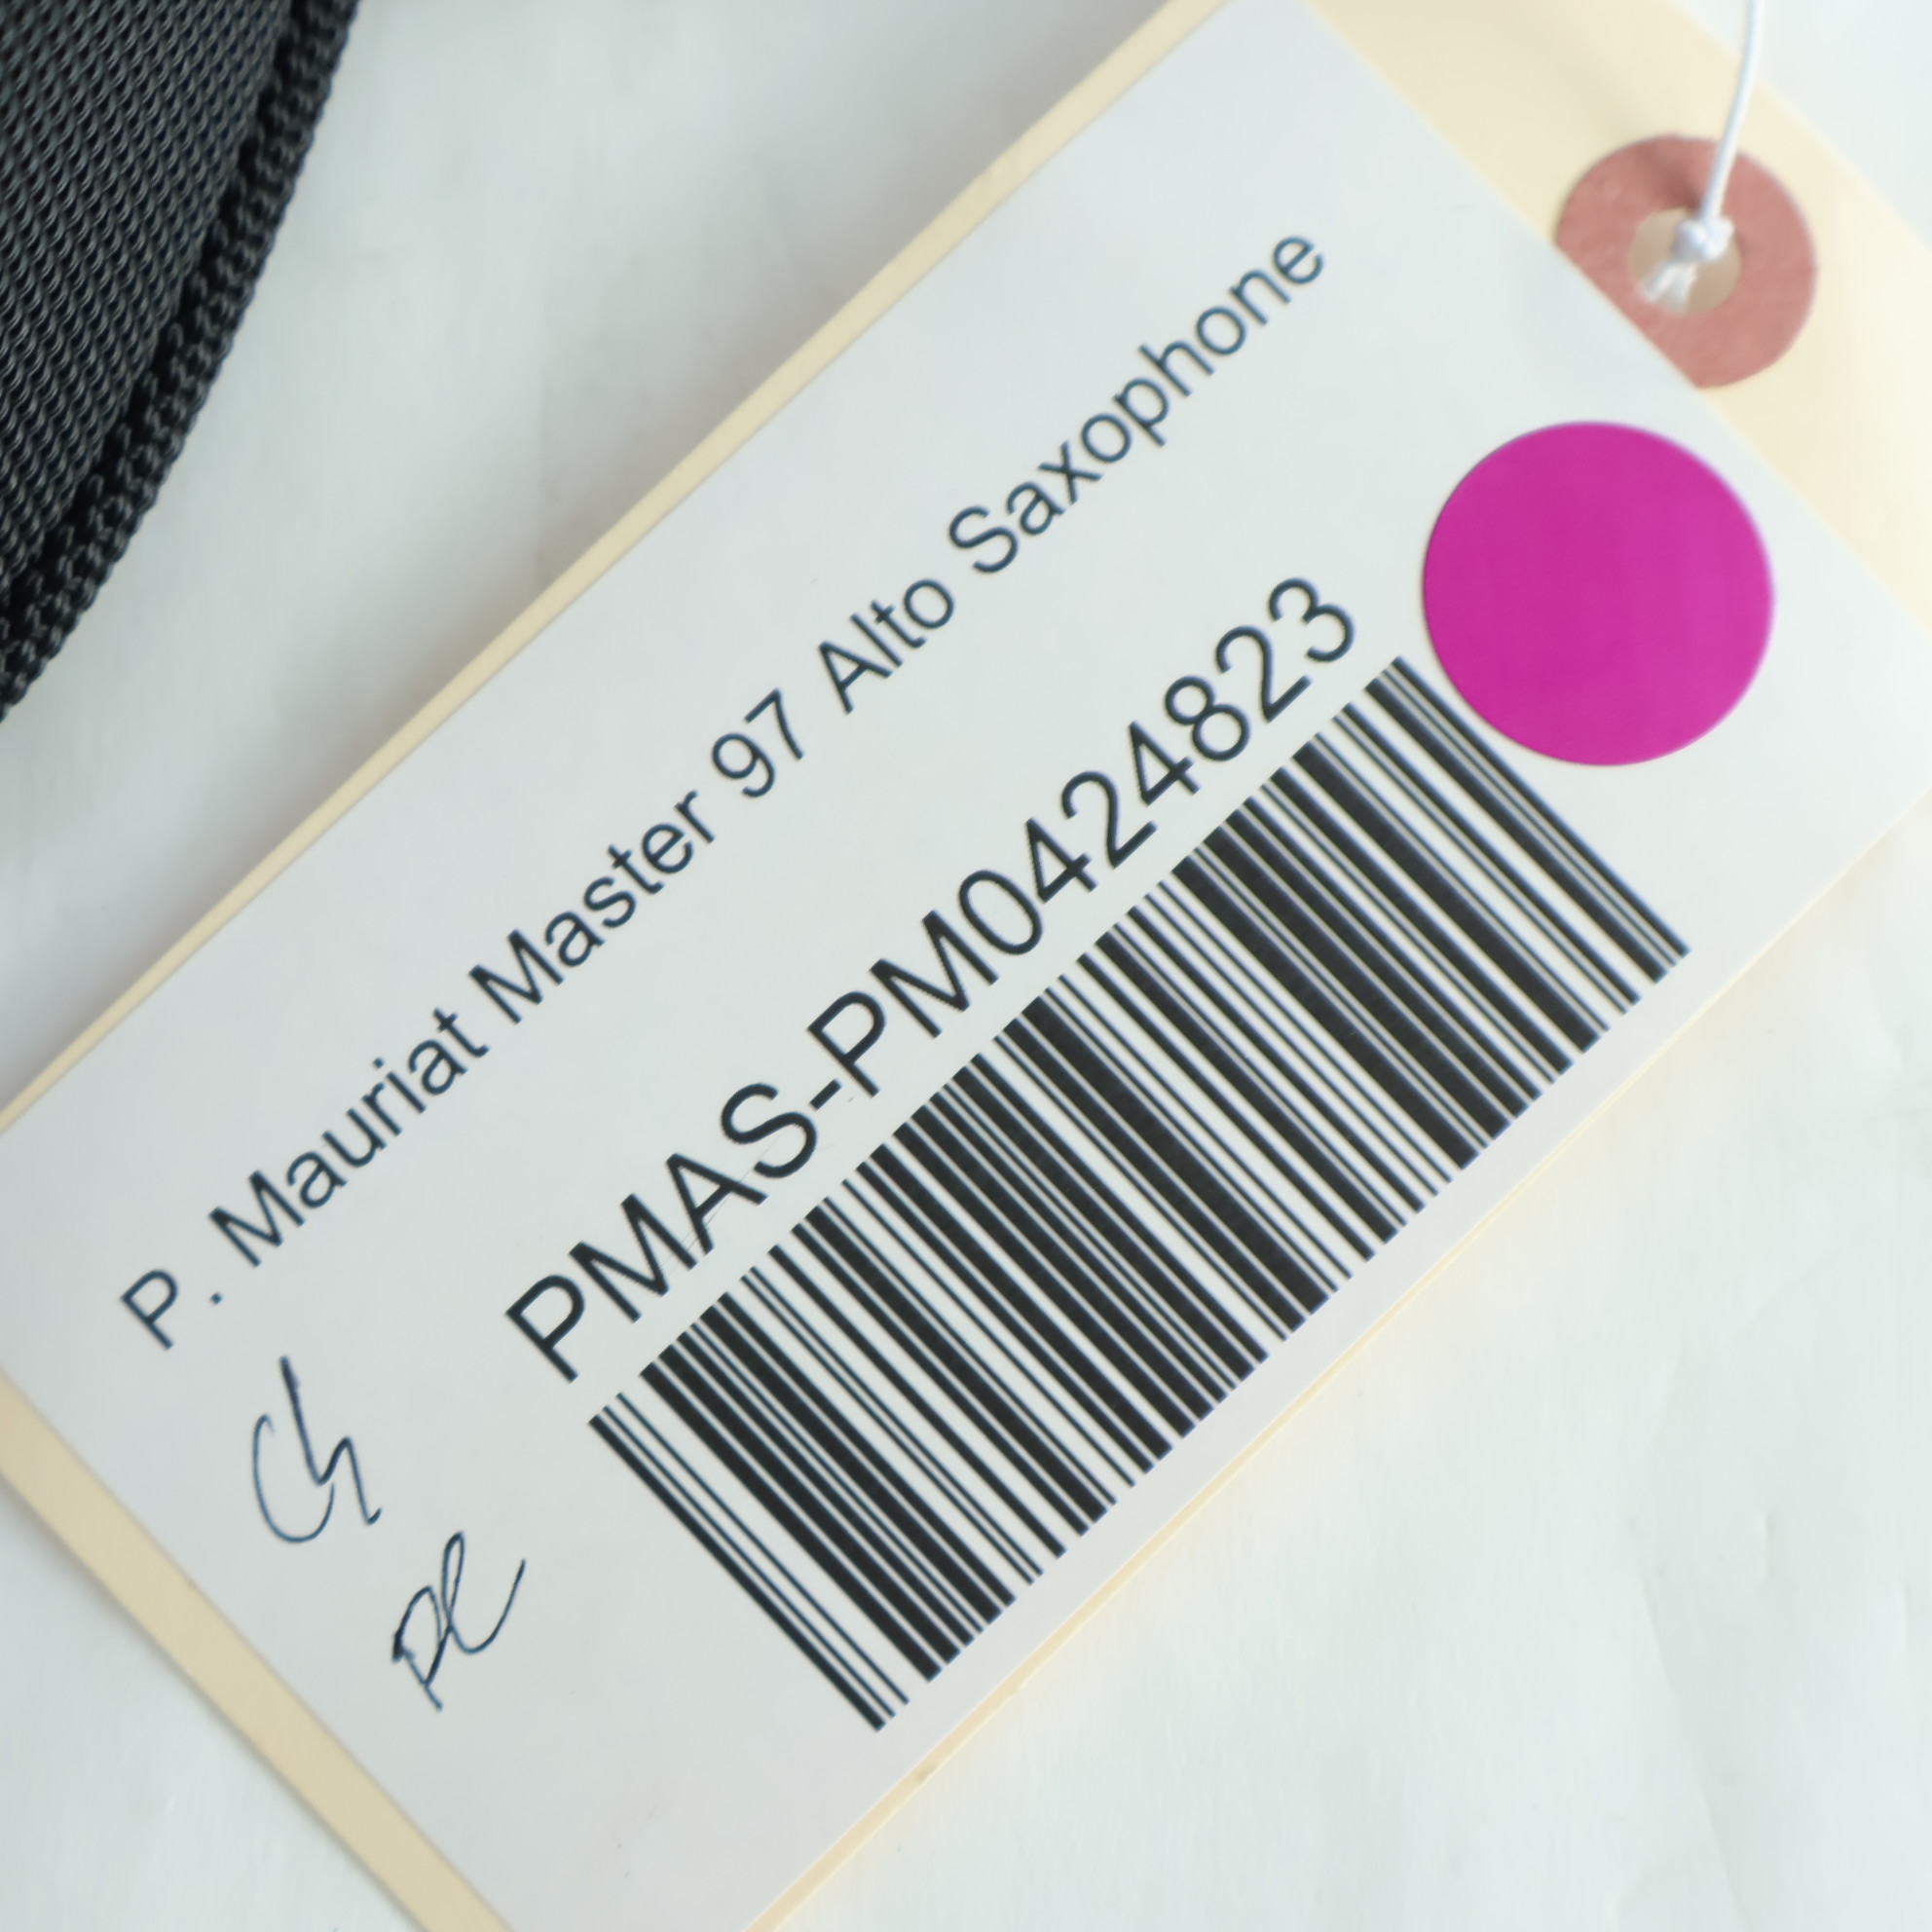 P. Mauriat Master 97 Alto Saxophone
PMAS-PM0424823